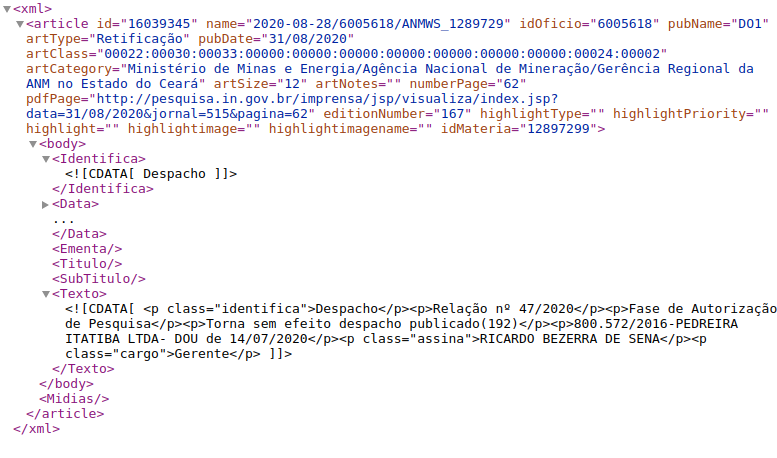 <xml>
<article id="16039345" name="2020-08-28/6005618/ANMWS_1289729" idOficio="6005618" pubName="DO1"
artType="Retificação" pubDate="31/08/2020"
artClass="00022:00030:00033:00000:00000:00000:00000:00000:00000:00000:00024:00002"
artCategory="Ministério de Minas e Energia/Agência Nacional de Mineração/Gerência Regional da
ANM no Estado do Ceará" artSize="12" artNotes="" numberPage="62"
pdfPage="http://pesquisa.in.gov.br/imprensa/jsp/visualiza/index.jsp?
data=31/08/2020&jornal=515&pagina=62" editionNumber="167" highlightType="" highlightPriority=""
highlight="" highlightimage="" highlightimagename="" idMateria="12897299">
<body>
<Identifica>
<![CDATA[ Despacho ]]>
</Identifica>
<Data>
...
</Data>
<Ementa/>
<Titulo/>
<SubTitulo/>
<Texto>
<![CDATA[ <p class="identifica">Despacho</p><p>Relação nº 47/2020</p><p>Fase de Autorização
de Pesquisa</p><p>Torna sem efeito despacho publicado(192)</p><p>800.572/2016-PEDREIRA
ITATIBA LTDA- DOU de 14/07/2020</p><p class="assina">RICARDO BEZERRA DE SENA</p><p
class="cargo">Gerente</p> ]]>
</Texto>
</body>
<Midias/>
</article>
</xml>